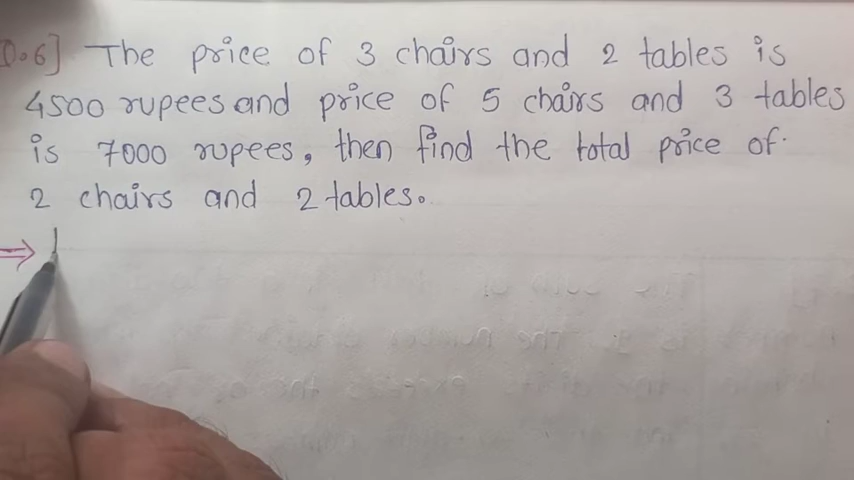 0.6] The price of 3 chairs and 2 tables is
4500 rupees and price of 5 chairs and 3 tables
is 7000 rupees, then find the total price of
2 chairs and 2 tables.
⇒